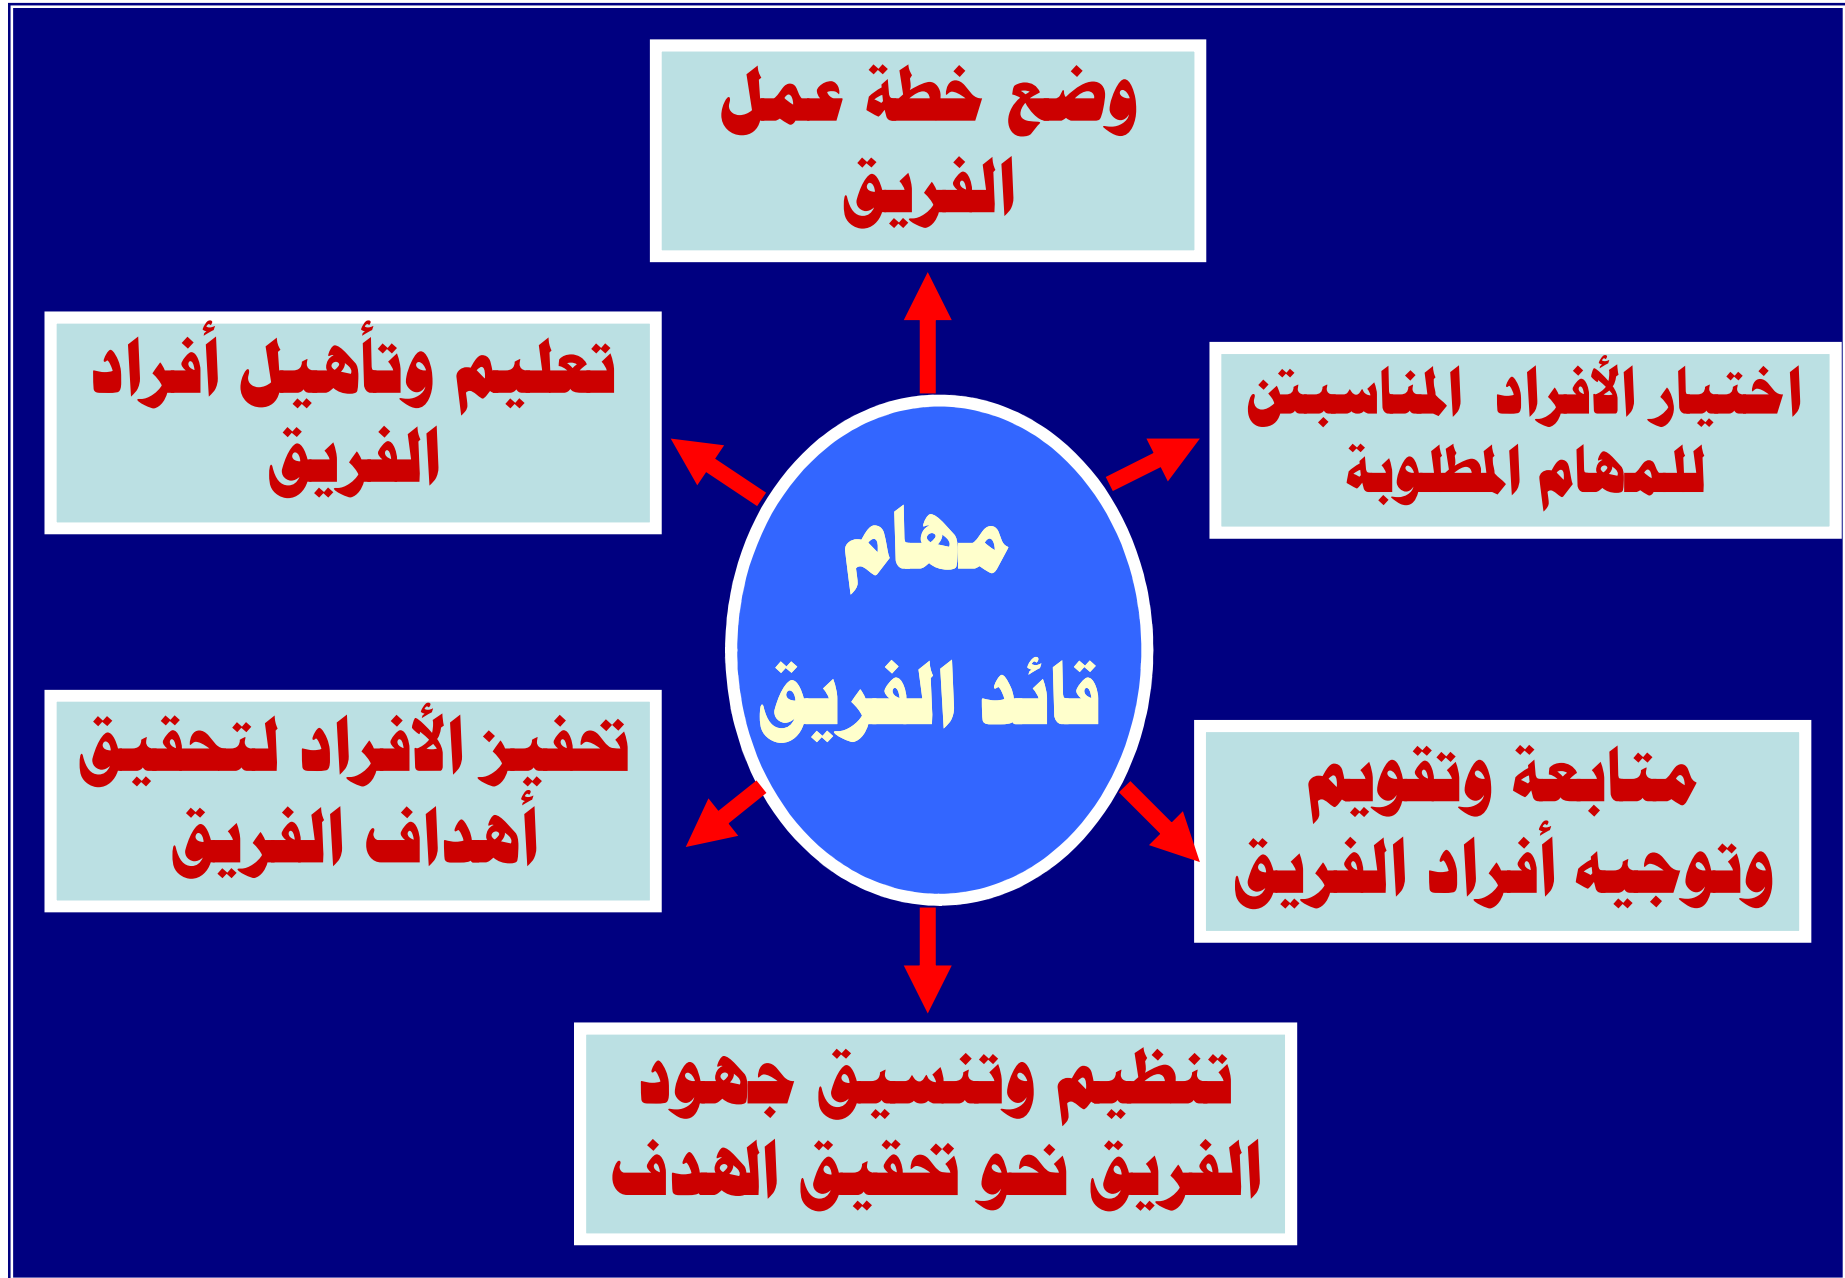 وضع خطة عمل
الفريق
اختيار الأفراد المناسبتن
للمهام المطلوبة
تعليم وتأهيل أفراد
الفريق
مهام
قائد الفريق
متابعة وتقويم
وتوجيه أفراد الفريق
تحفيز الأفراد لتحقيق
أهداف الفريق
تنظيم وتنسيق جهود
الفريق نحو تحقيق الهدف